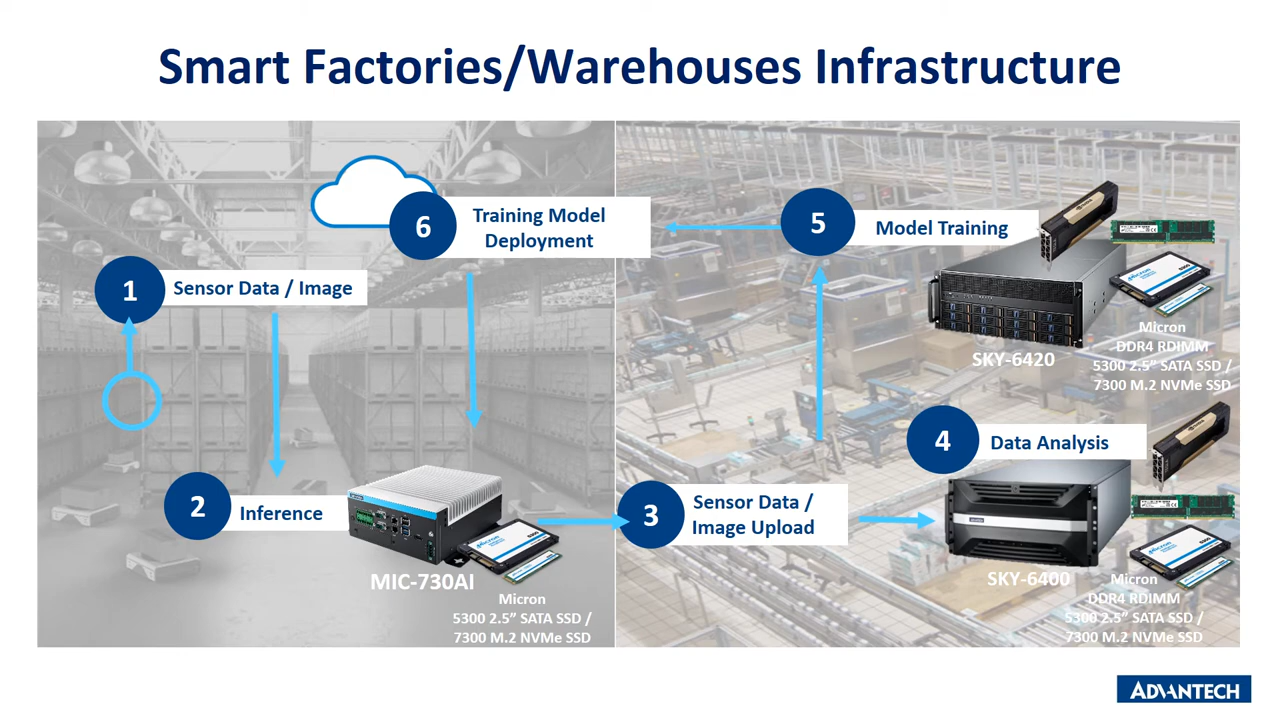 Smart Factories/Warehouses Infrastructure
6
Training Model
Deployment
5
Model Training
1
Sensor Data / Image
SKY-6420
Micron
DDR4 RDIMM
5300 2.5” SATA SSD /
7300 M.2 NVMe SSD
4
Data Analysis
2
Inference
3
Sensor Data /
Image Upload
MIC-730AI
Micron
5300 2.5” SATA SSD /
7300 M.2 NVMe SSD
SKY-6400
Micron
DDR4 RDIMM
5300 2.5” SATA SSD /
7300 M.2 NVMe SSD
ADVANTECH